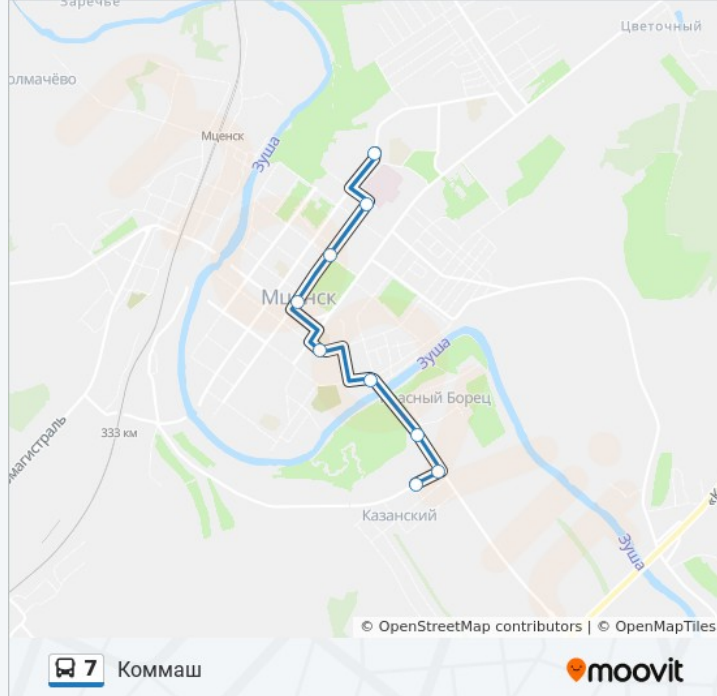 Заречье
Цветочный
олмачёво
Мценск
Зуша
Мценск
Зуша
асный Борец
333 км
магистраль
Казанский
«К
Зуша
© OpenStreetMap contributors | © OpenMapTiles
7 Коммаш
moovit